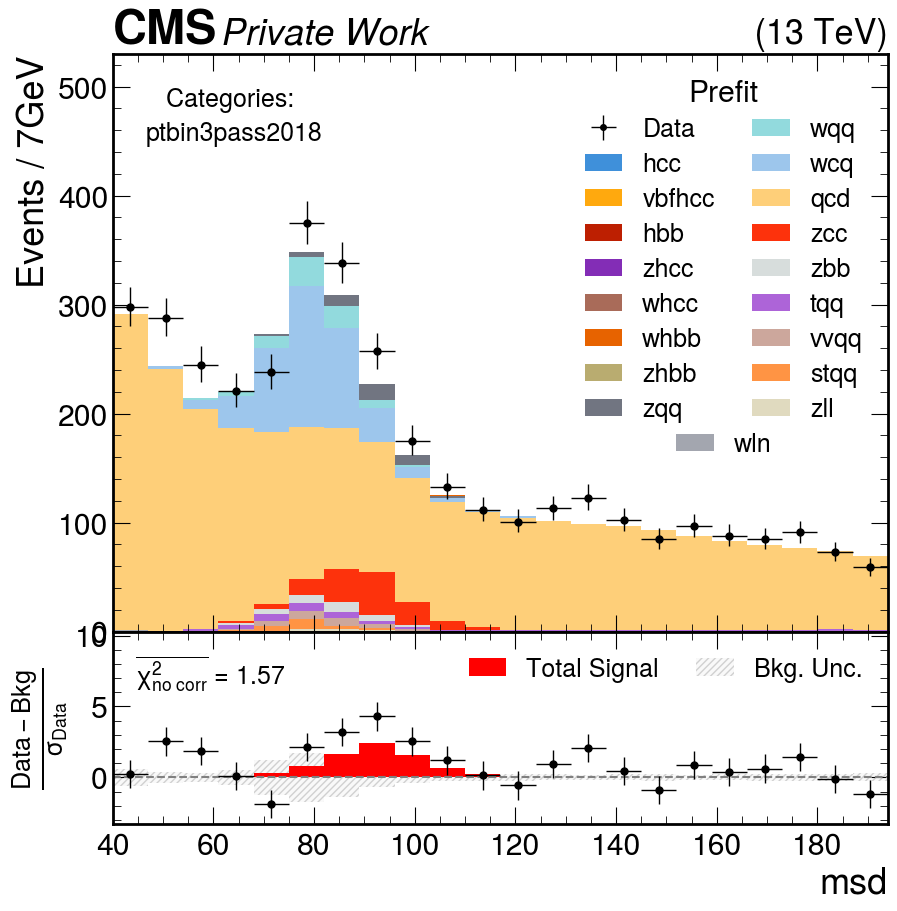 CMS Private Work (13 TeV)
Events / 7GeV
500
400
300
200
100
0
Categories:
ptbin3pass2018
Prefit
Data
hcc
vbfhcc
hbb
zhcc
whcc
whbb
zhbb
zqq
wqq
wcq
qcd
zcc
zbb
tqq
vvqq
stqq
zll
wln
Data – Bkg
σData
10
5
0
χ²no corr = 1.57
Total Signal
Bkg. Unc.
40 60 80 100 120 140 160 180
msd